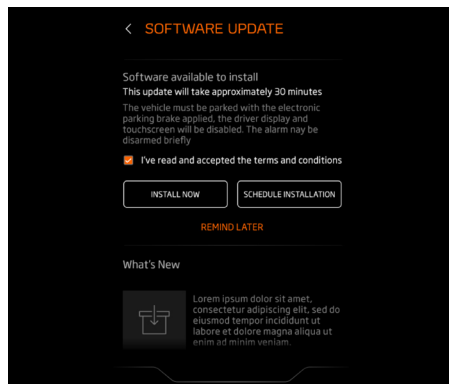 SOFTWARE UPDATE
Software available to install
This update will take approximately 30 minutes
The vehicle must be parked with the electronic
parking brake applied, the driver display and
touchscreen will be disabled. The alarm nay be
disarmed briefly
I've read and accepted the terms and conditions
INSTALL NOW
SCHEDULE INSTALLATION
REMIND LATER
What's New
Lorem ipsum dolor sit amet,
consectetur adipiscing elit, sed do
eiusmod tempor incididunt ut
labore et dolore magna aliqua ut
enim ad minim veniam.